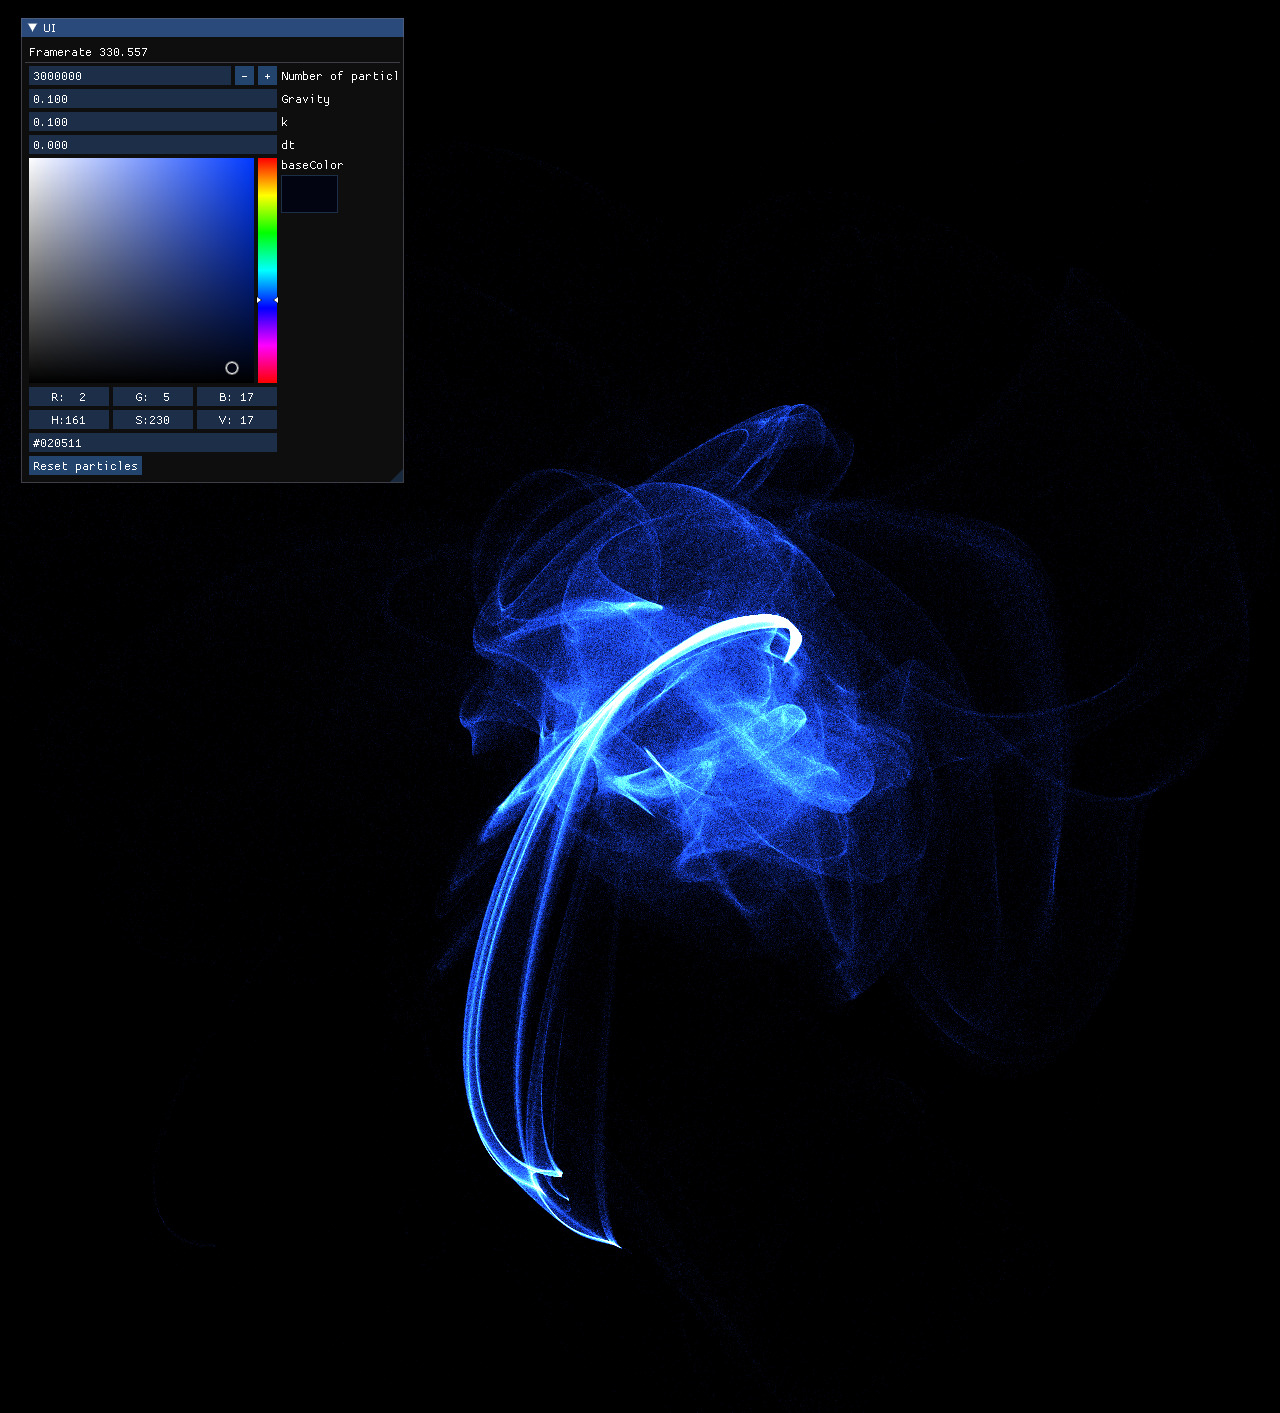 UI
Framerate 330.557
3000000 - + Number of particl
0.100 Gravity
0.100 k
0.000 dt
baseColor
R: 2 G: 5 B: 17
H:161 S:230 V: 17
#020511
Reset particles